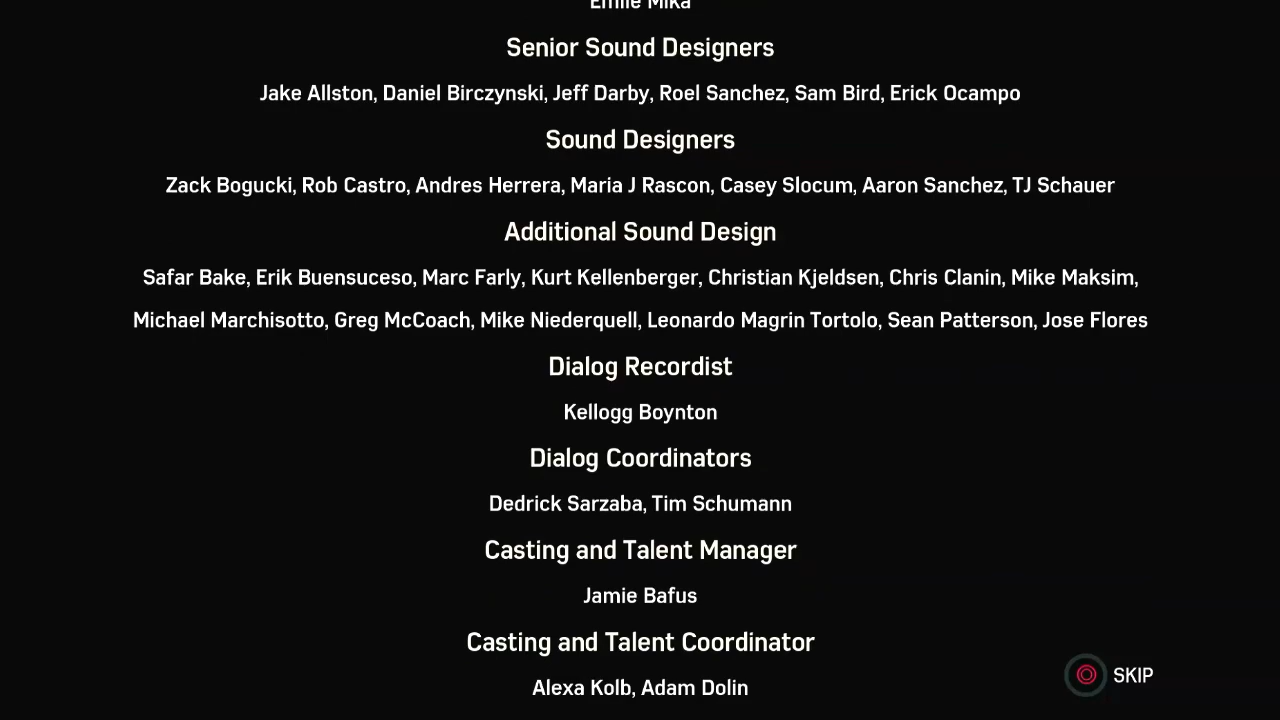 Emile Mika
Senior Sound Designers
Jake Allston, Daniel Birczynski, Jeff Darby, Roel Sanchez, Sam Bird, Erick Ocampo
Sound Designers
Zack Bogucki, Rob Castro, Andres Herrera, Maria J Rascon, Casey Slocum, Aaron Sanchez, TJ Schauer
Additional Sound Design
Safar Bake, Erik Buensuceso, Marc Farly, Kurt Kellenberger, Christian Kjeldsen, Chris Clanin, Mike Maksim,
Michael Marchisotto, Greg McCoach, Mike Niederquell, Leonardo Magrin Tortolo, Sean Patterson, Jose Flores
Dialog Recordist
Kellogg Boynton
Dialog Coordinators
Dedrick Sarzaba, Tim Schumann
Casting and Talent Manager
Jamie Bafus
Casting and Talent Coordinator
SKIP
Alexa Kolb, Adam Dolin